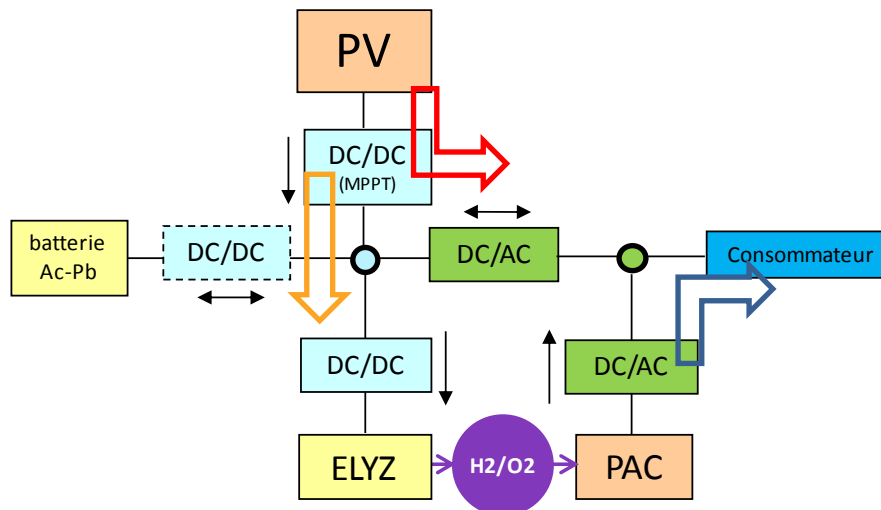 PV
DC/DC
(MPPT)
batterie
Ac-Pb
DC/DC
DC/AC
Consommateur
DC/DC
DC/AC
ELYZ
H2/O2
PAC